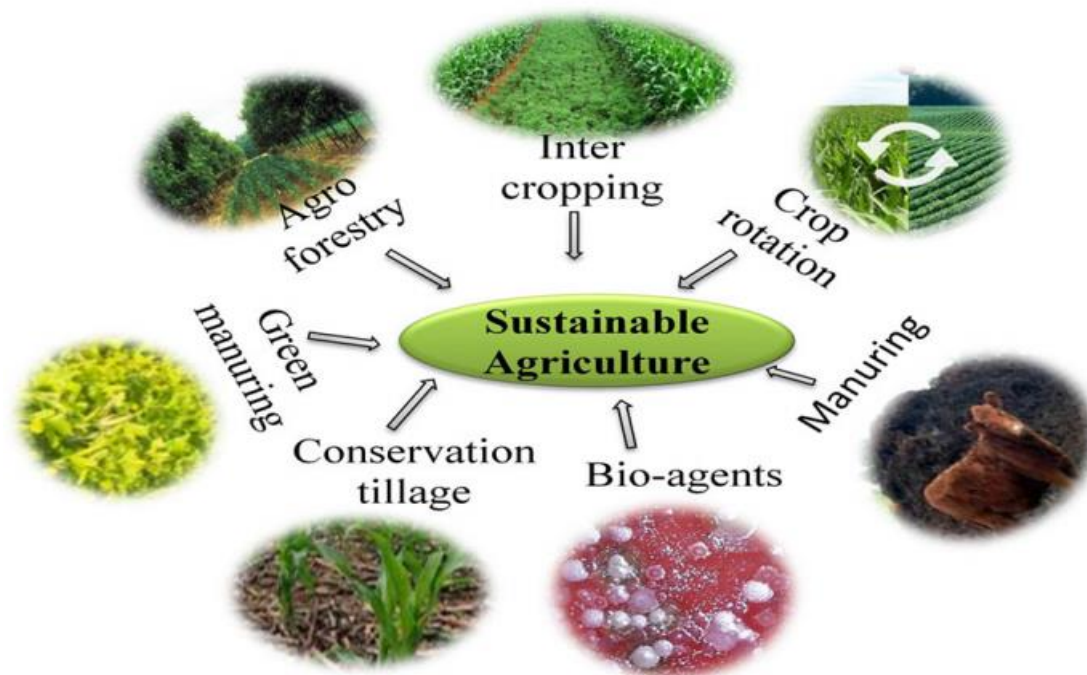 Inter
cropping
Agro
forestry
Crop
rotation
Green
manuring
Sustainable
Agriculture
Manuring
Conservation
tillage
Bio-agents